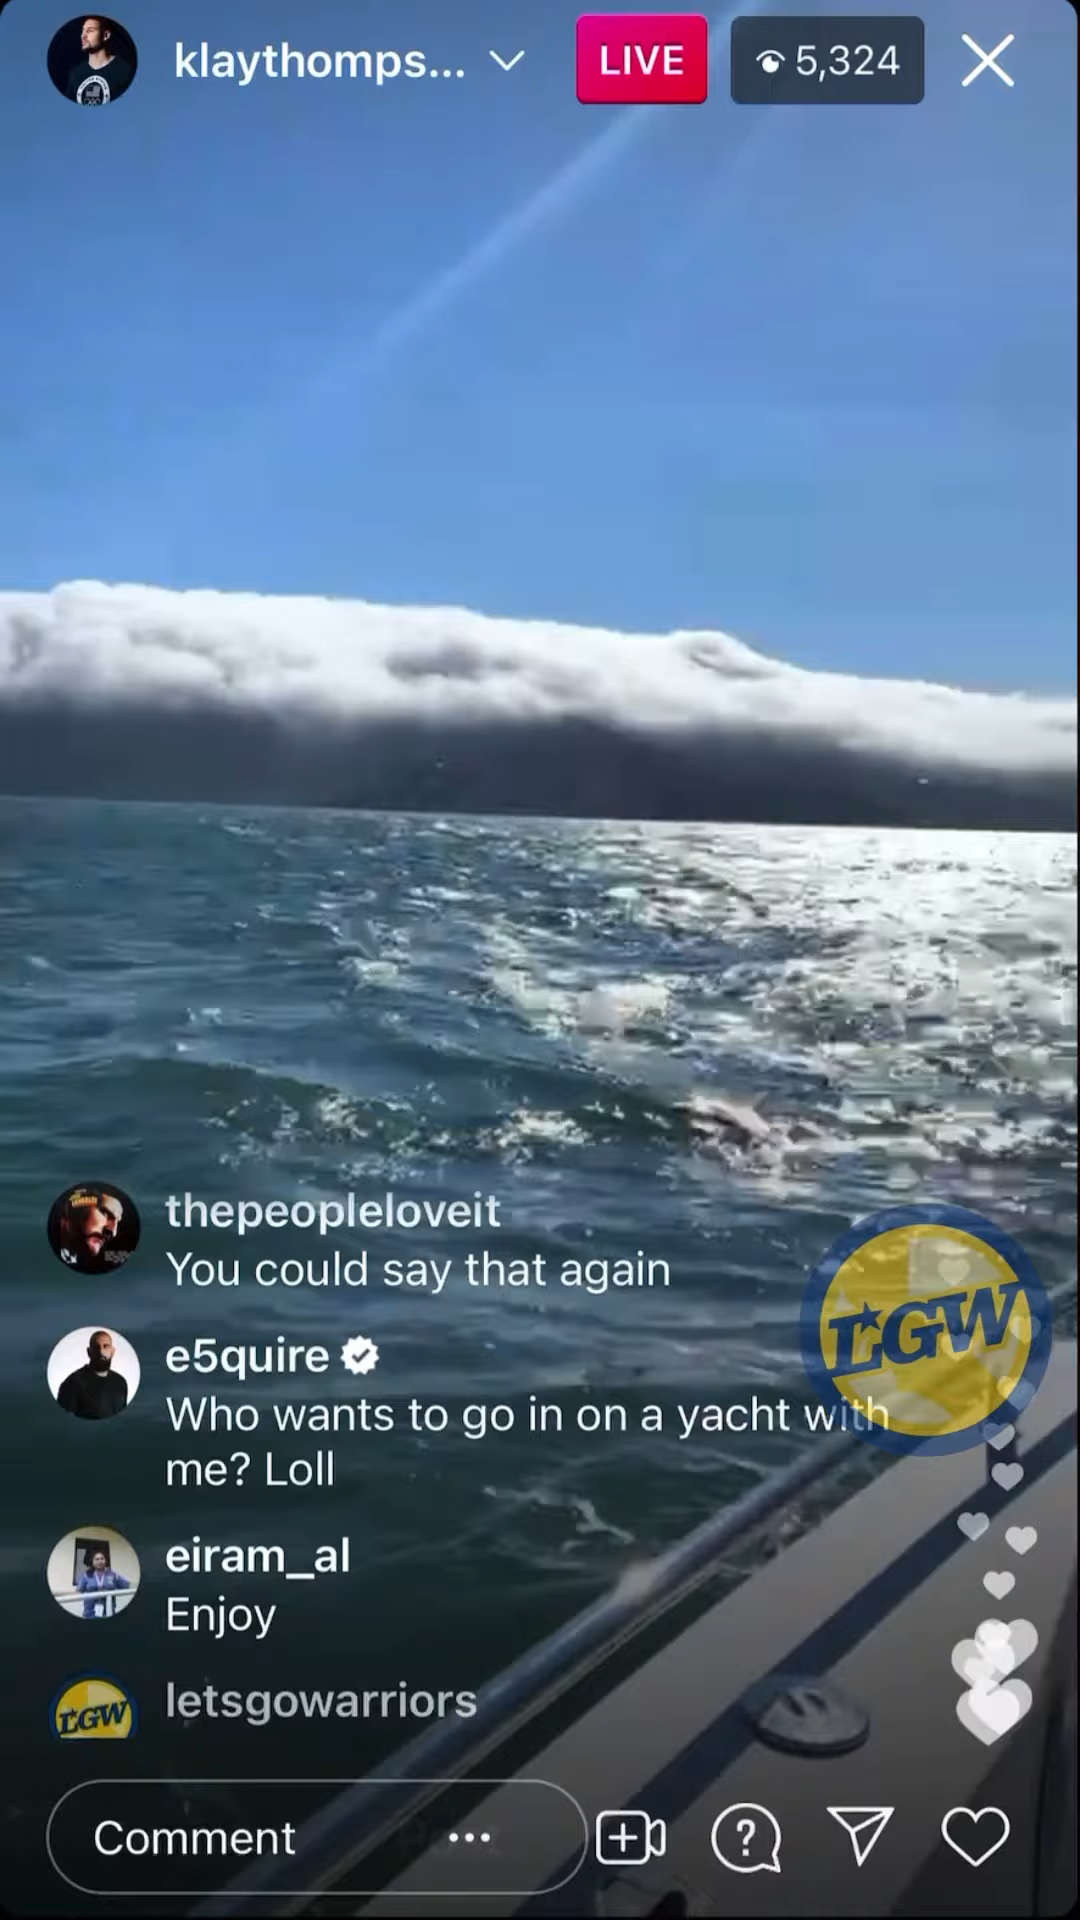 klaythomps...
LIVE
5,324
thepeopleloveit
You could say that again
e5quire
Who wants to go in on a yacht with
me? Loll
LGW
eiram_al
Enjoy
letsgowarriors
LGW
Comment